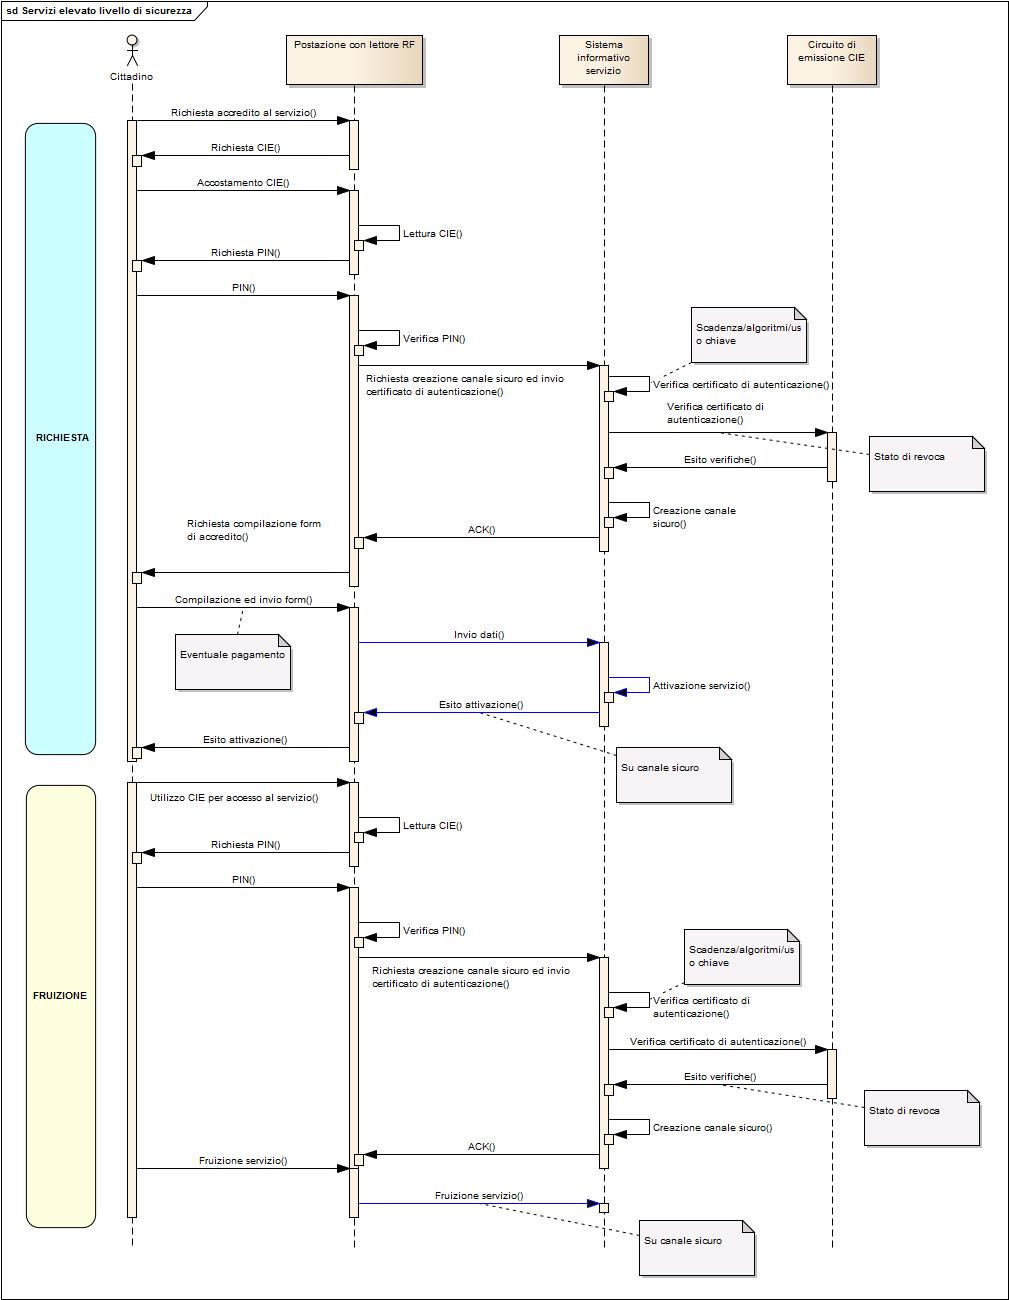 sd Servizi elevato livello di sicurezza
Cittadino
Postazione con lettore RF
Sistema
informativo
servizio
Circuito di
emissione CIE
RICHIESTA
Richiesta accredito al servizio()
Richiesta CIE()
Accostamento CIE()
Lettura CIE()
Richiesta PIN()
PIN()
Verifica PIN()
Scadenza/algoritmi/us
o chiave
Richiesta creazione canale sicuro ed invio
certificato di autenticazione()
Verifica certificato di autenticazione()
Verifica certificato di
autenticazione()
Stato di revoca
Esito verifiche()
Creazione canale
sicuro()
ACK()
Richiesta compilazione form
di accredito()
Compilazione ed invio form()
Eventuale pagamento
Invio dati()
Attivazione servizio()
Esito attivazione()
Esito attivazione()
Su canale sicuro
FRUIZIONE
Utilizzo CIE per accesso al servizio()
Lettura CIE()
Richiesta PIN()
PIN()
Verifica PIN()
Scadenza/algoritmi/us
o chiave
Richiesta creazione canale sicuro ed invio
certificato di autenticazione()
Verifica certificato di
autenticazione()
Verifica certificato di autenticazione()
Esito verifiche()
Stato di revoca
Creazione canale sicuro()
ACK()
Fruizione servizio()
Fruizione servizio()
Su canale sicuro